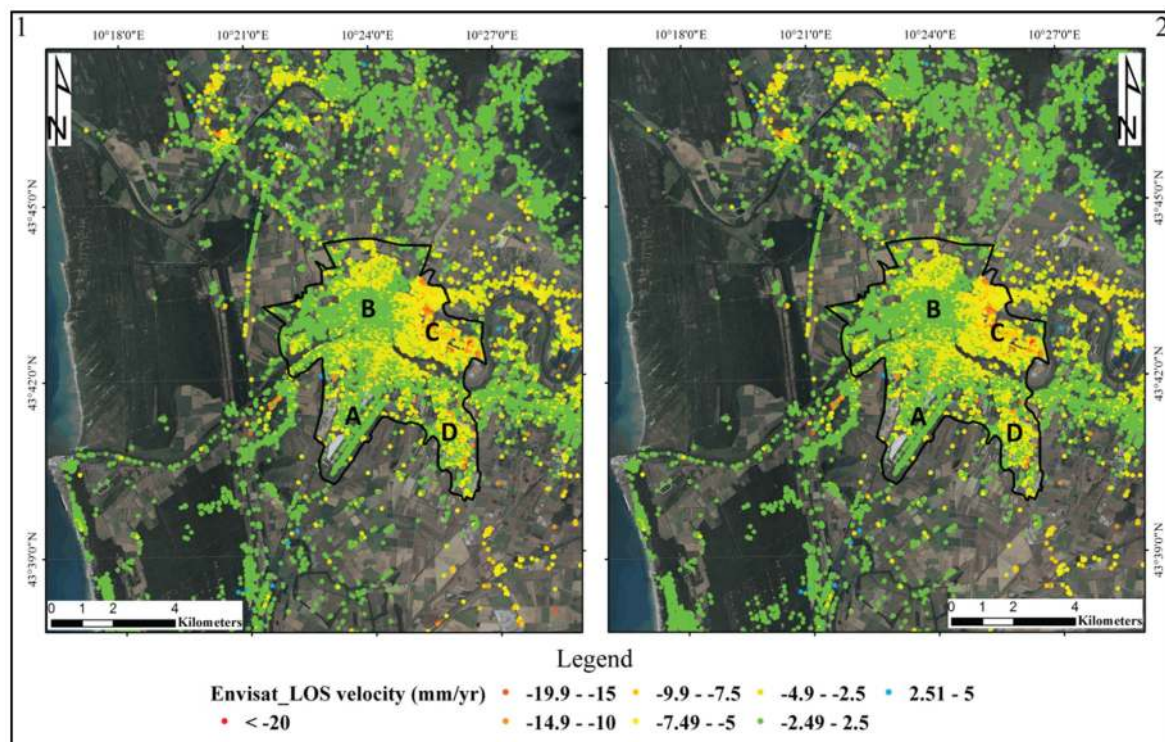 1
2
10°18'0"E 10°21'0"E 10°24'0"E 10°27'0"E
10°18'0"E 10°21'0"E 10°24'0"E 10°27'0"E
N
N
43°45'0"N
43°42'0"N
43°39'0"N
43°45'0"N
43°42'0"N
43°39'0"N
B
C
A
D
B
C
A
D
0 1 2 4
Kilometers
0 1 2 4
Kilometers
Legend
Envisat_LOS velocity (mm/yr) -19.9 - -15 -9.9 - -7.5 -4.9 - -2.5 2.51 - 5
< -20 -14.9 - -10 -7.49 - -5 -2.49 - 2.5